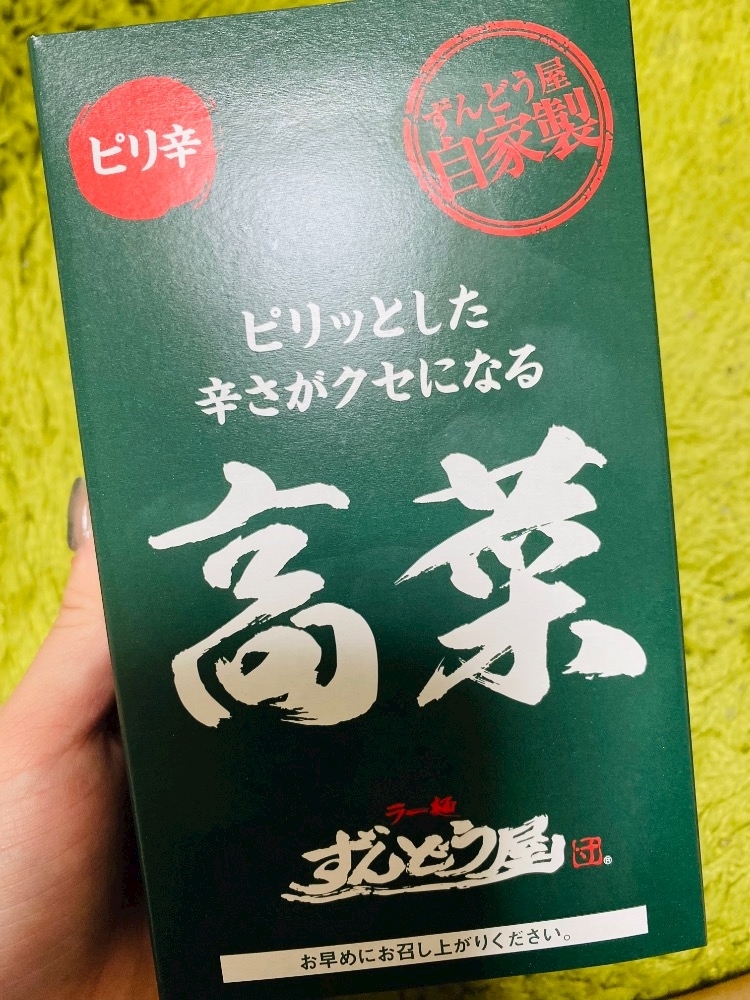 ピリ辛
ずんどう屋
自家製
ピリッとした
辛さがクセになる
高菜
ラー麺
ずんどう屋
団®
お早めにお召し上がりください。